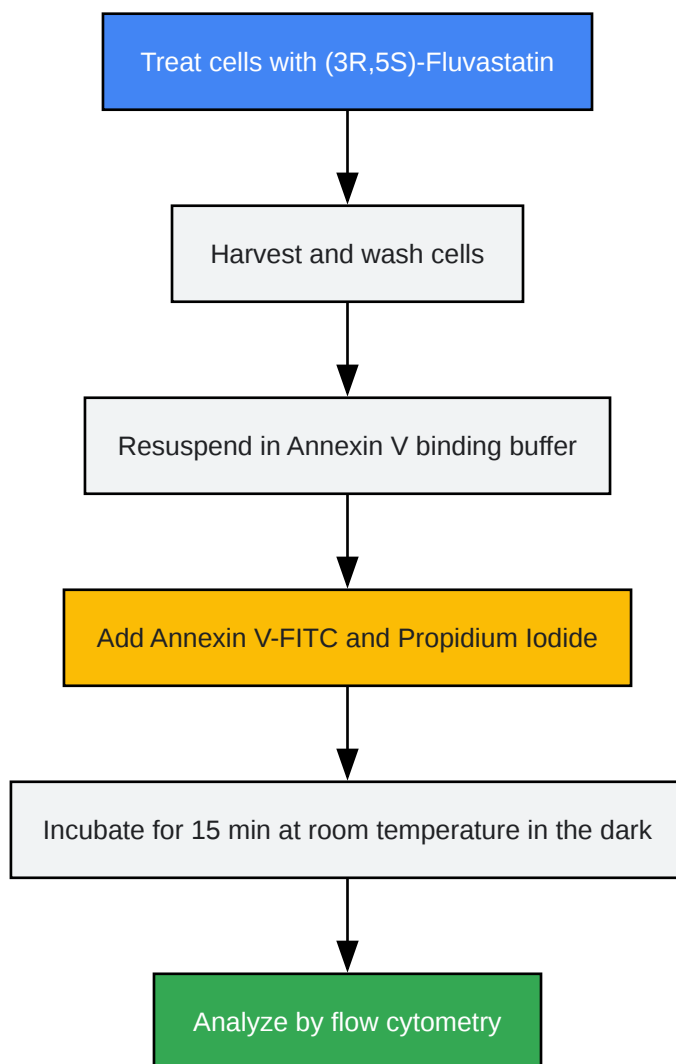 Treat cells with (3R,5S)-Fluvastatin
Harvest and wash cells
Resuspend in Annexin V binding buffer
Add Annexin V-FITC and Propidium Iodide
Incubate for 15 min at room temperature in the dark
Analyze by flow cytometry